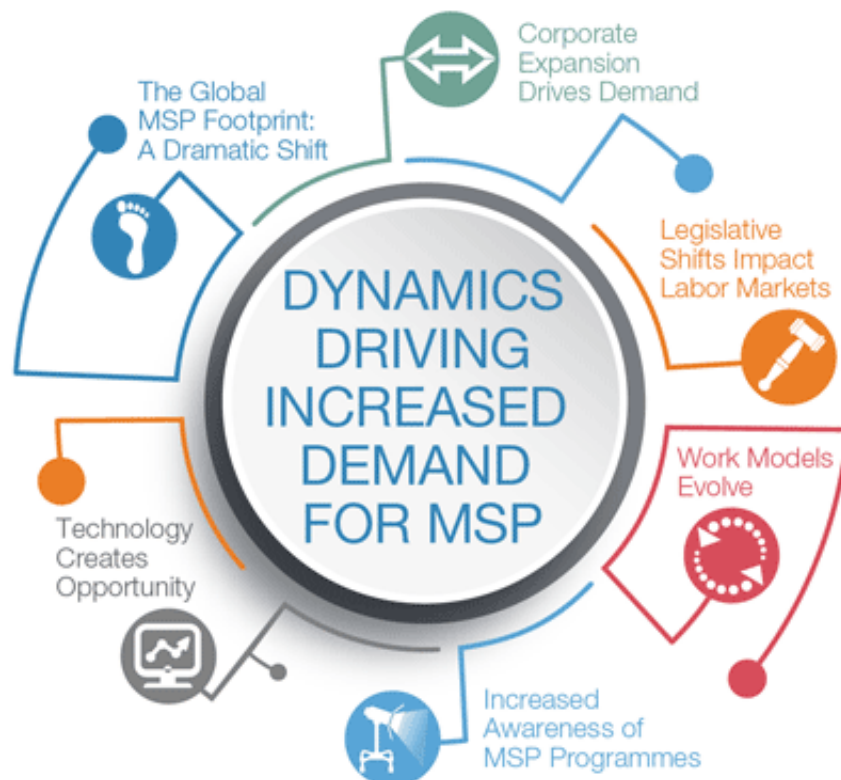 Corporate
Expansion
Drives Demand
The Global
MSP Footprint:
A Dramatic Shift
Legislative
Shifts Impact
Labor Markets
DYNAMICS
DRIVING
INCREASED
DEMAND
FOR MSP
Work Models
Evolve
Technology
Creates
Opportunity
Increased
Awareness of
MSP Programmes